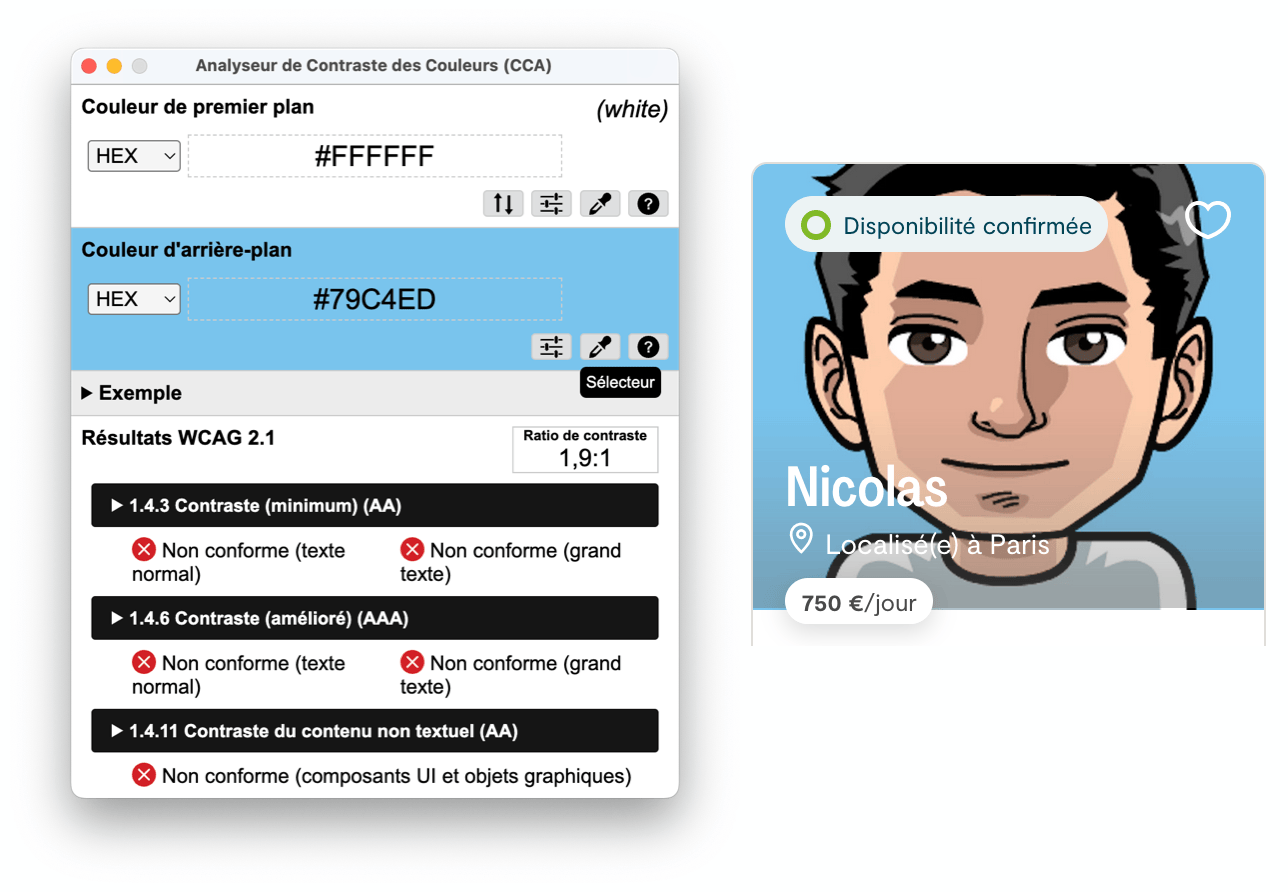 Analyseur de Contraste des Couleurs (CCA)
Couleur de premier plan
(white)
HEX
#FFFFFF
?
Couleur d'arrière-plan
HEX
#79C4ED
?
Sélecteur
Exemple
Résultats WCAG 2.1
Ratio de contraste
1,9:1
1.4.3 Contraste (minimum) (AA)
Non conforme (texte
normal)
Non conforme (grand
texte)
1.4.6 Contraste (amélioré) (AAA)
Non conforme (texte
normal)
Non conforme (grand
texte)
1.4.11 Contraste du contenu non textuel (AA)
Non conforme (composants UI et objets graphiques)
Disponibilité confirmée
Nicolas
Localisé(e) à Paris
750 €/jour